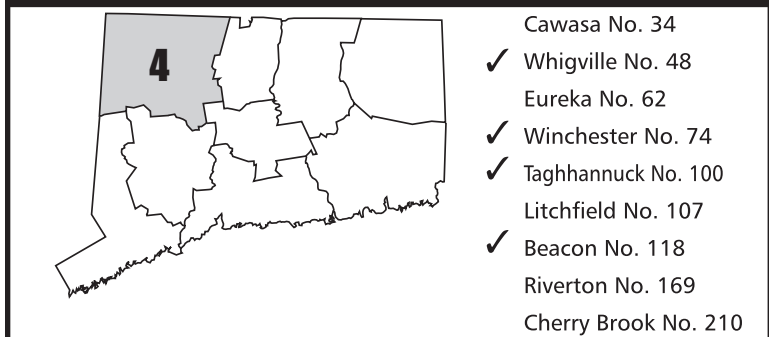 4
Cawasa No. 34
✓ Whigville No. 48
Eureka No. 62
✓ Winchester No. 74
✓ Taghhannuck No. 100
Litchfield No. 107
✓ Beacon No. 118
Riverton No. 169
Cherry Brook No. 210